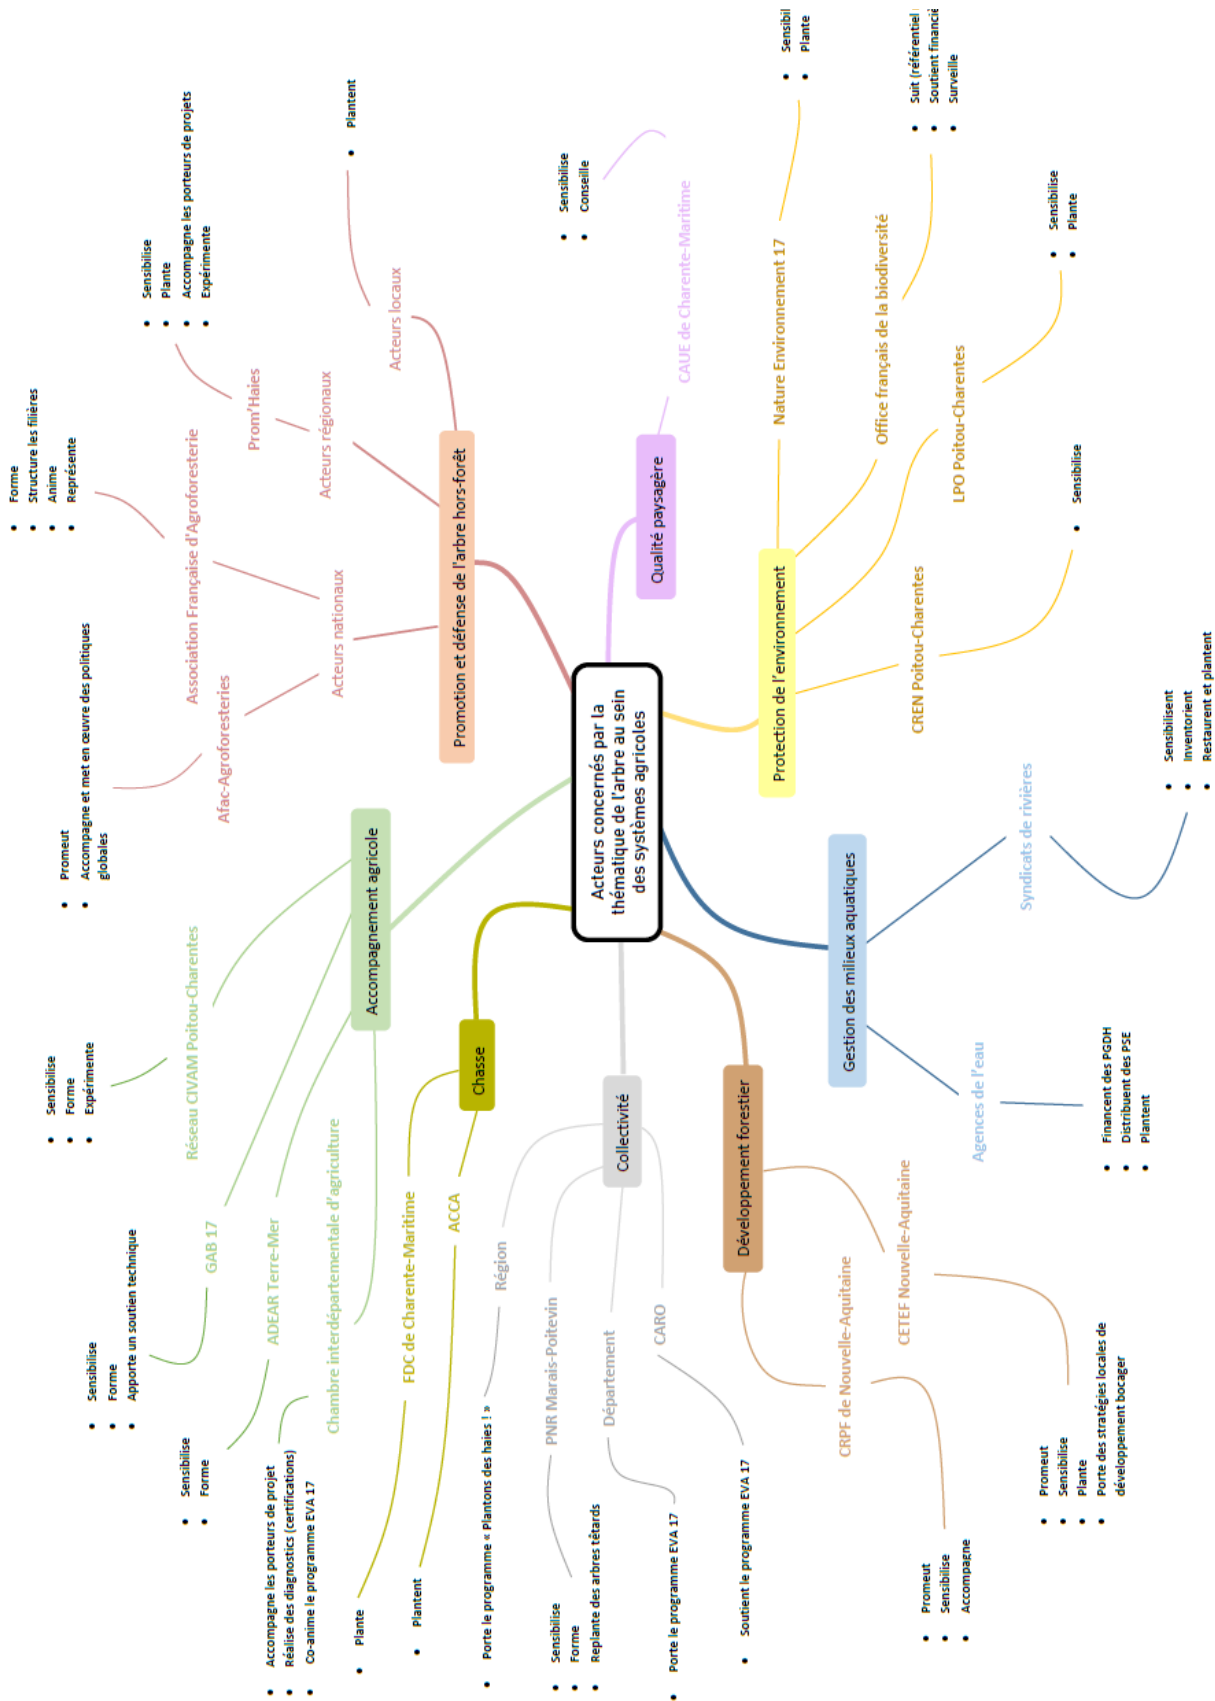 Acteurs concernés par la
thématique de l'arbre au sein
des systèmes agricoles
Promotion et défense de l'arbre hors-forêt
Acteurs nationaux
Afac-Agroforesteries
• Promeut
• Accompagne et met en œuvre des politiques
globales
Association Française d'Agroforesterie
• Forme
• Structure les filières
• Anime
• Représente
Acteurs régionaux
Prom'Haies
• Sensibilise
• Plante
• Accompagne les porteurs de projets
• Expérimente
Acteurs locaux
• Plantent
Qualité paysagère
CAUE de Charente-Maritime
• Sensibilise
• Conseille
Protection de l'environnement
Nature Environnement 17
• Sensibil
• Plante
Office français de la biodiversité
• Suit (référentiel
• Soutient financiè
• Surveille
LPO Poitou-Charentes
• Sensibilise
• Plante
CREN Poitou-Charentes
• Sensibilise
Gestion des milieux aquatiques
Syndicats de rivières
• Sensibilisent
• Inventorient
• Restaurent et plantent
Agences de l'eau
• Financent des PGDH
• Distribuent des PSE
• Plantent
Développement forestier
CETEF Nouvelle-Aquitaine
• Promeut
• Sensibilise
• Plante
• Porte des stratégies locales de
développement bocager
CRPF de Nouvelle-Aquitaine
• Promeut
• Sensibilise
• Accompagne
Collectivité
CARO
• Soutient le programme EVA 17
Département
• Porte le programme EVA 17
PNR Marais-Poitevin
• Sensibilise
• Forme
• Replante des arbres têtards
Région
• Porte le programme « Plantons des haies ! »
Chasse
ACCA
• Plantent
FDC de Charente-Maritime
• Plante
Accompagnement agricole
Chambre interdépartementale d'agriculture
• Accompagne les porteurs de projet
• Réalise des diagnostics (certifications)
• Co-anime le programme EVA 17
ADEAR Terre-Mer
• Sensibilise
• Forme
GAB 17
• Sensibilise
• Forme
• Apporte un soutien technique
Réseau CIVAM Poitou-Charentes
• Sensibilise
• Forme
• Expérimente